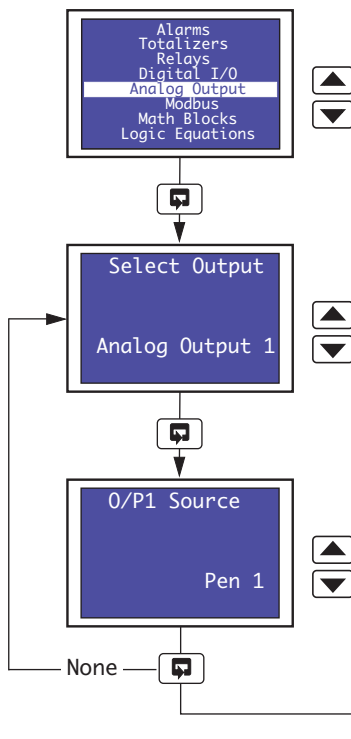 Alarms
Totalizers
Relays
Digital I/O
Analog Output
Modbus
Math Blocks
Logic Equations
Select Output
Analog Output 1
O/P1 Source
Pen 1
None